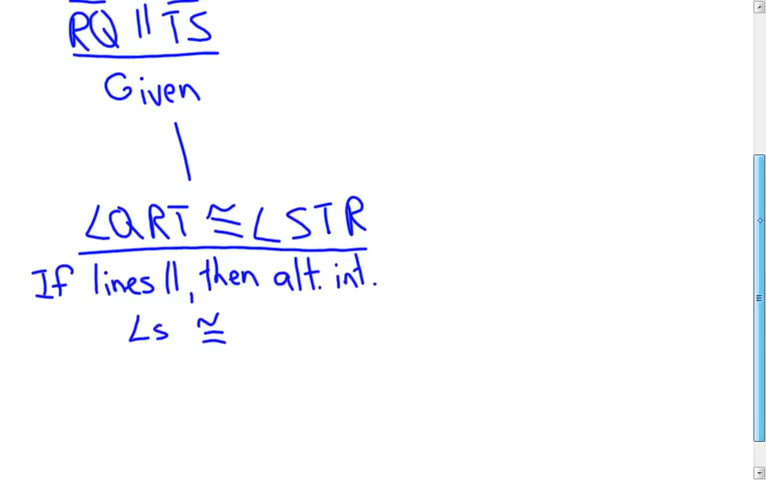 RQ || TS
Given
∠QRT ≅ ∠STR
If lines ||, then alt. int.
∠s ≅